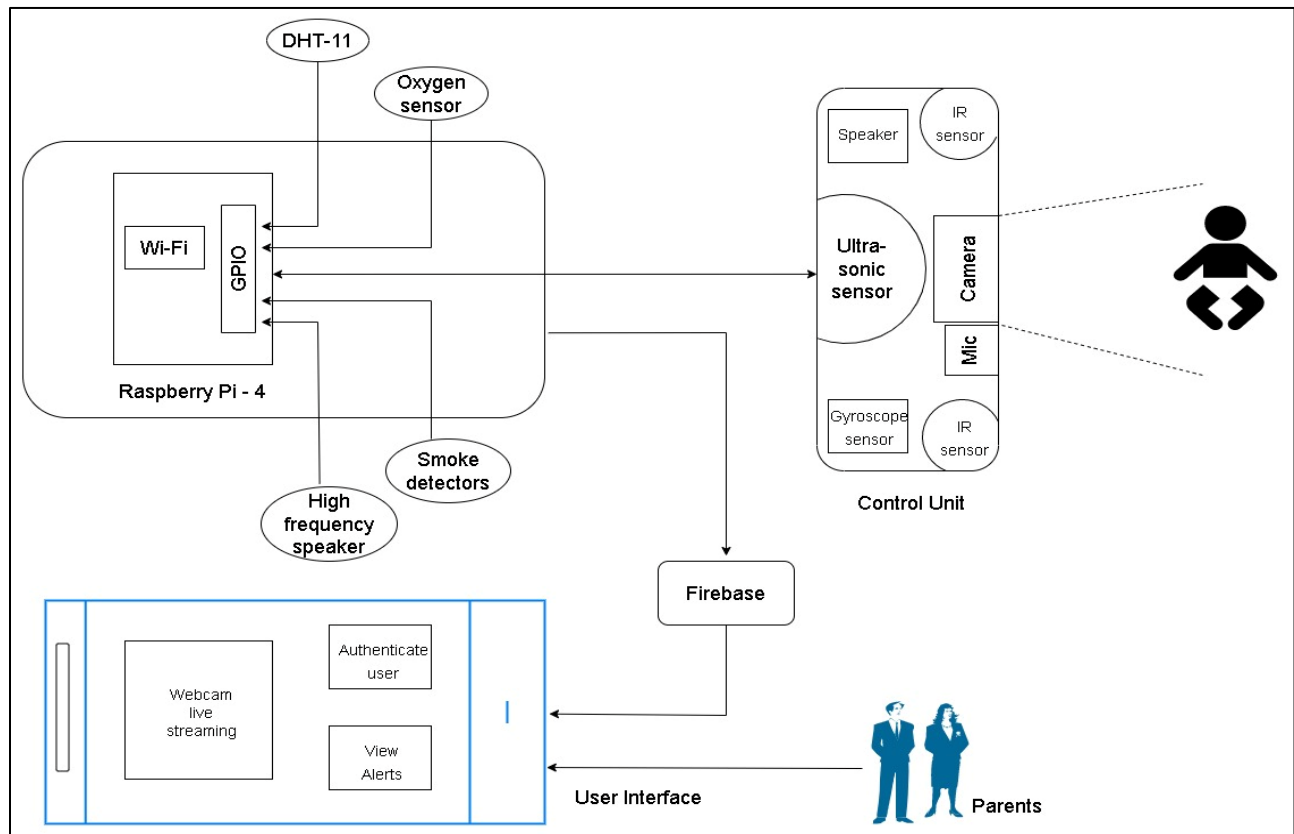 DHT-11
Oxygen
sensor
Wi-Fi
GPIO
Raspberry Pi - 4
Smoke
detectors
High
frequency
speaker
Speaker
IR
sensor
Ultra-
sonic
sensor
Camera
Mic
Gyroscope
sensor
IR
sensor
Control Unit
Firebase
Webcam
live
streaming
Authenticate
user
View
Alerts
User Interface
Parents